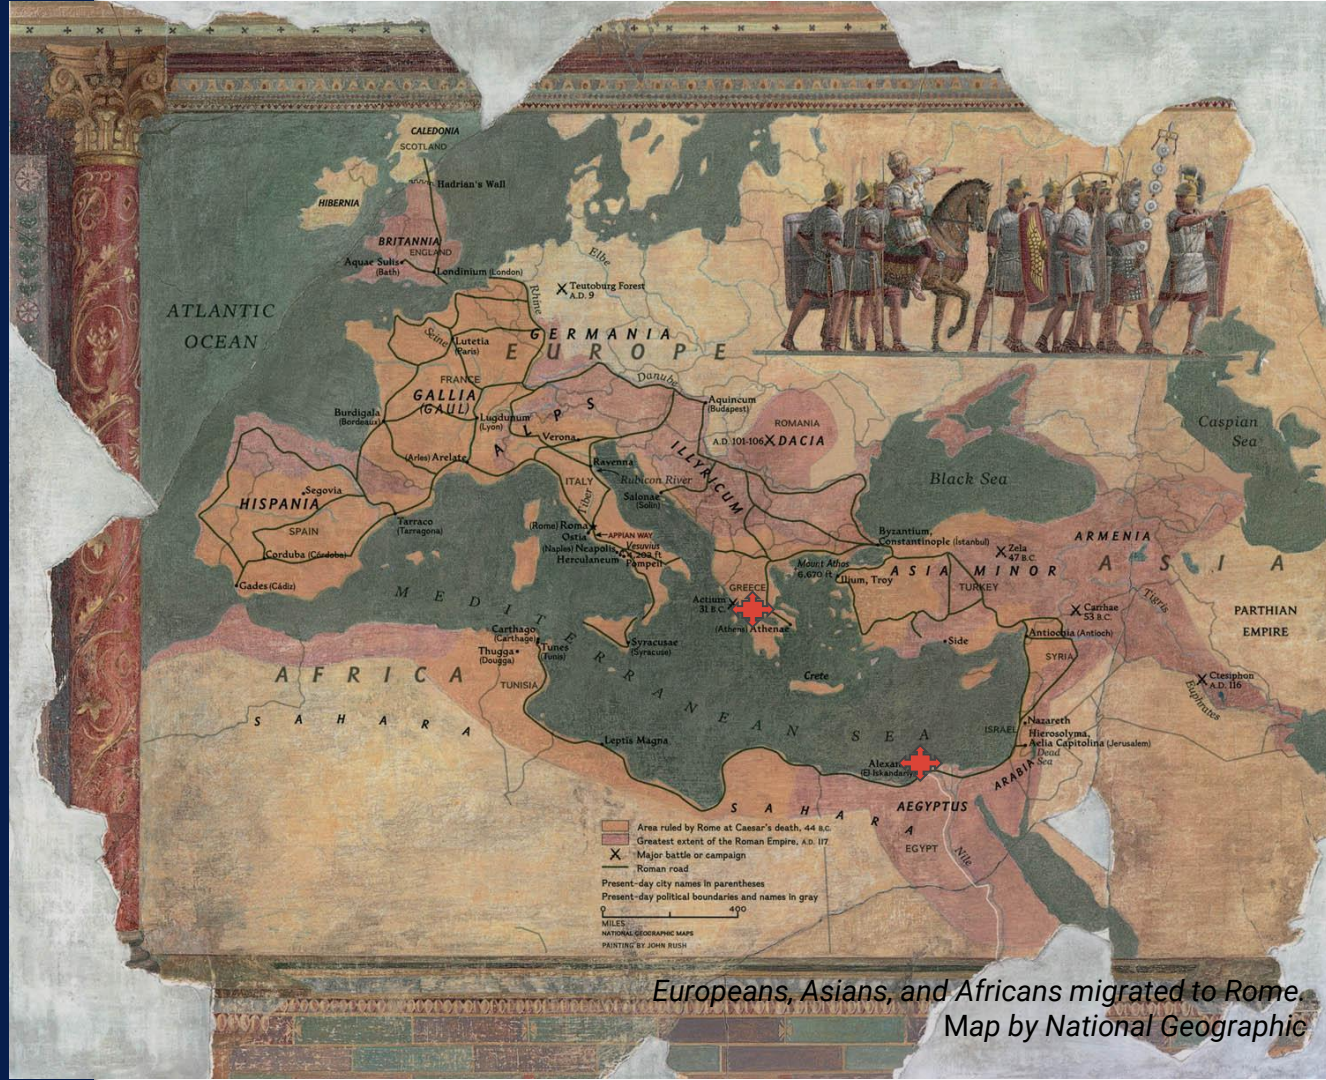 CALEDONIA
SCOTLAND
Hadrian's Wall
HIBERNIA
BRITANNIA
ENGLAND
Aquae Sulis
(Bath)
Londinium (London)
ATLANTIC
OCEAN
Elbe
Rhine
Teutoburg Forest
A.D. 9
GERMANIA
EUROPE
Seine
Lutetia
(Paris)
FRANCE
GALLIA
(GAUL)
Danube
ALPS
Aquincum
(Budapest)
Burdigala
(Bordeaux)
Lugdunum
(Lyon)
Verona
ROMANIA
A.D. 101-106
DACIA
Caspian
Sea
(Arles) Arelate
Ravenna
ILLYRICUM
Black Sea
ITALY
Rubicon River
Tiber
Salonae
(Solin)
Segovia
HISPANIA
SPAIN
Tarraco
(Tarragona)
Corduba (Córdoba)
Gades (Cádiz)
(Rome) Roma
Ostia
APPIAN WAY
(Naples) Neapolis
Herculaneum
Vesuvius
4,203 ft
Pompeii
Byzantium,
Constantinople (İstanbul)
Mount Athos
6,670 ft
Ilium, Troy
ARMENIA
Zela
47 B.C.
ASIA MINOR
TURKEY
ASIA
GREECE
Actium
31 B.C.
(Athens) Athenae
Carrhae
53 B.C.
Tigris
PARTHIAN
EMPIRE
MEDITERRANEAN SEA
Carthago
(Carthage)
Thugga
(Dougga)
Tunes
(Tunis)
Syracusae
(Syracuse)
Side
Antiochia (Antioch)
SYRIA
AFRICA
TUNISIA
Crete
Ctesiphon
A.D. 116
Euphrates
SAHARA
Leptis Magna
ISRAEL
Nazareth
Hierosolyma,
Aelia Capitolina (Jerusalem)
Dead
Sea
ARABIA
SAHARA
AEGYPTUS
EGYPT
Nile
Area ruled by Rome at Caesar's death, 44 B.C.
Greatest extent of the Roman Empire, A.D. 117
Major battle or campaign
Roman road
Present-day city names in parentheses
Present-day political boundaries and names in gray
0 400
MILES
NATIONAL GEOGRAPHIC MAPS
PAINTING BY JOHN RUSH
Europeans, Asians, and Africans migrated to Rome.
Map by National Geographic